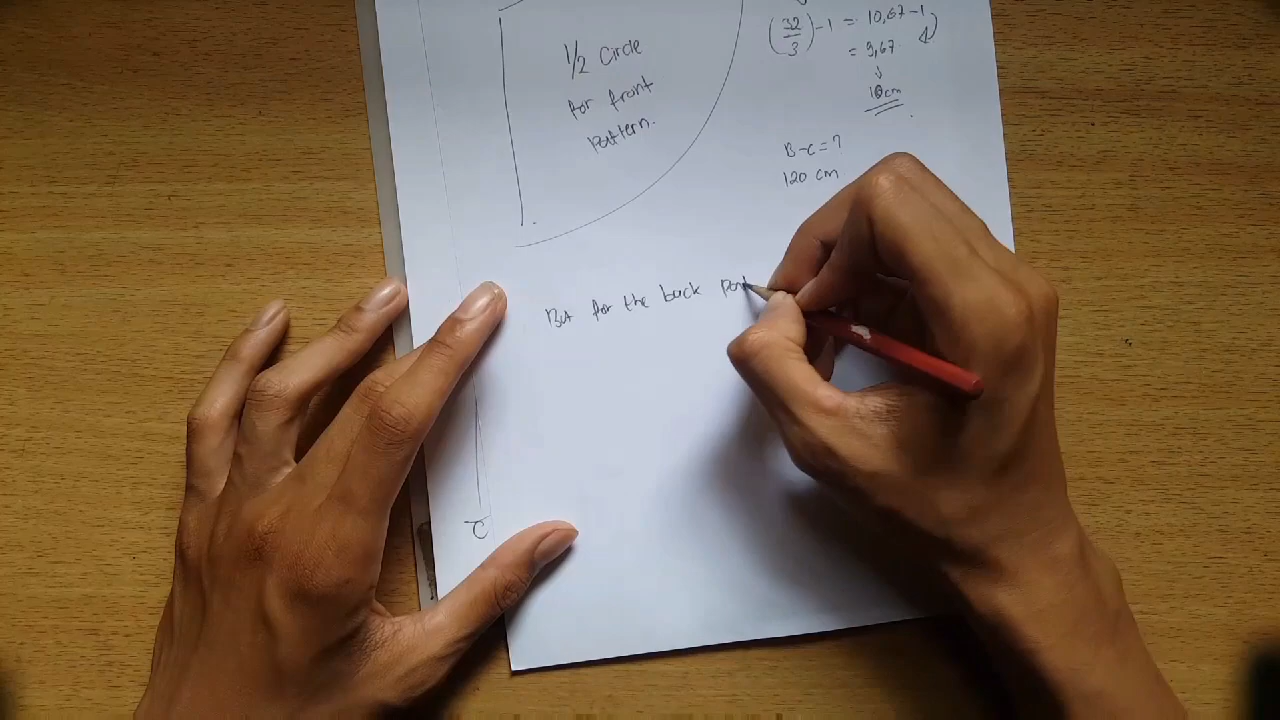 1/2 Circle
for front
Pattern.
(32/3)-1 = 10,67-1
= 9,67
10cm
B-C=?
120 cm
But for the back
C